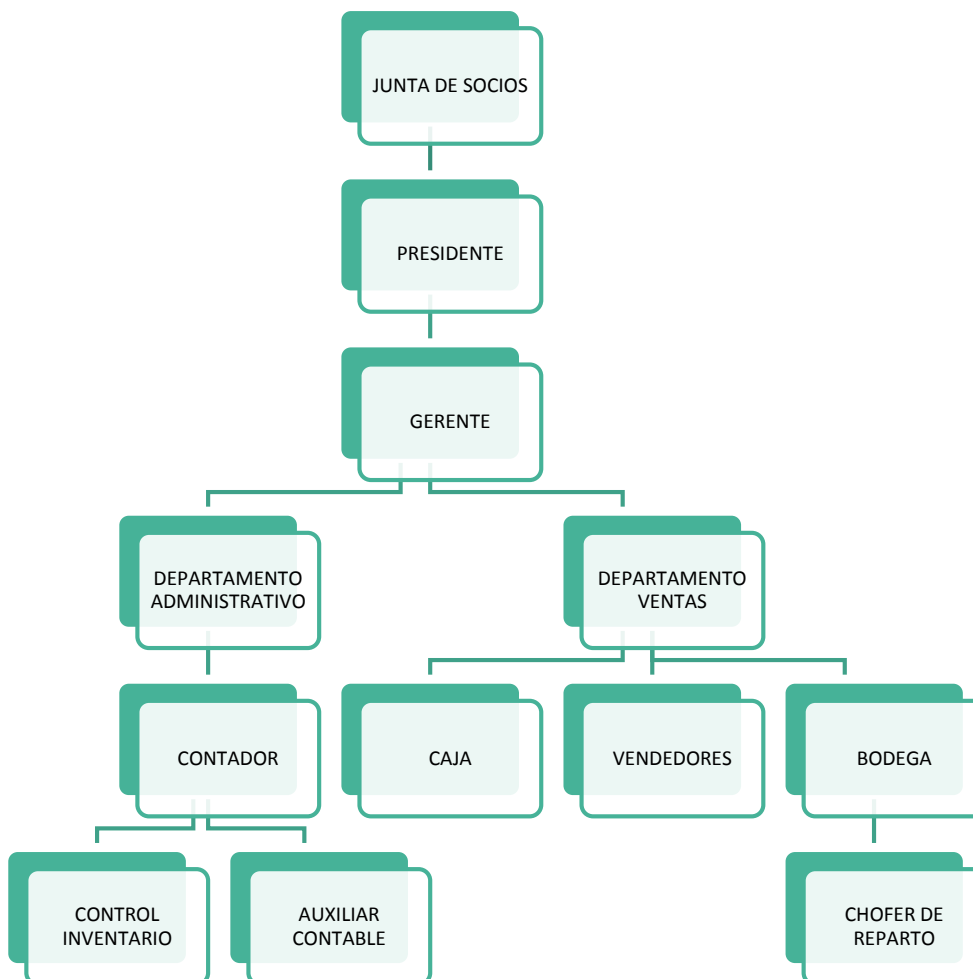 JUNTA DE SOCIOS
PRESIDENTE
GERENTE
DEPARTAMENTO
ADMINISTRATIVO
DEPARTAMENTO
VENTAS
CONTADOR
CAJA
VENDEDORES
BODEGA
CONTROL
INVENTARIO
AUXILIAR
CONTABLE
CHOFER DE
REPARTO